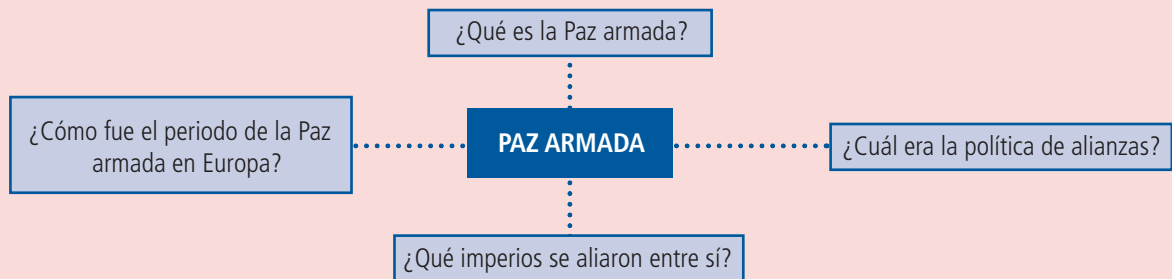 ¿Qué es la Paz armada?
¿Cómo fue el periodo de la Paz
armada en Europa?
PAZ ARMADA
¿Cuál era la política de alianzas?
¿Qué imperios se aliaron entre sí?